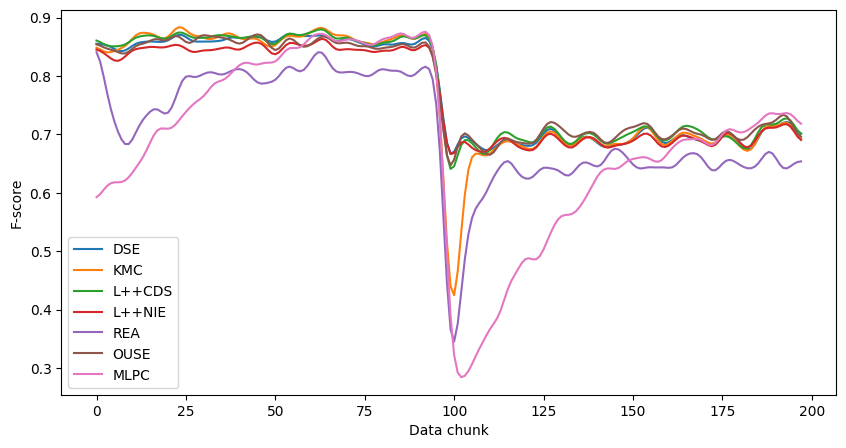 0.9
0.8
0.7
0.6
0.5
0.4
0.3
F-score
DSE
KMC
L++CDS
L++NIE
REA
OUSE
MLPC
0 25 50 75 100 125 150 175 200
Data chunk